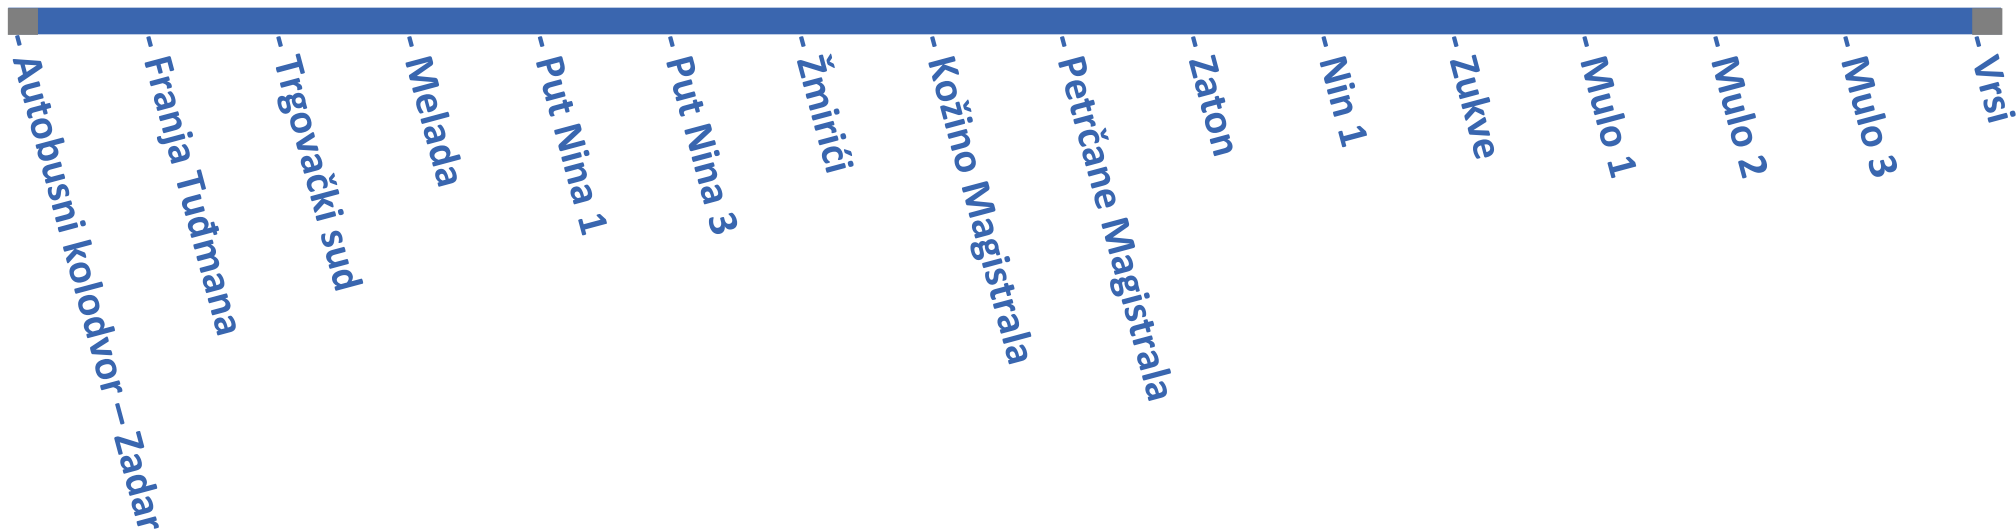 - Autobusni kolodvor – Zadar
- Franja Tuđmana
- Trgovački sud
- Melada
- Put Nina 1
- Put Nina 3
- Žmirići
- Kožino Magistrala
- Petrčane Magistrala
- Zaton
- Nin 1
- Zukve
- Mulo 1
- Mulo 2
- Mulo 3
- Vrsi